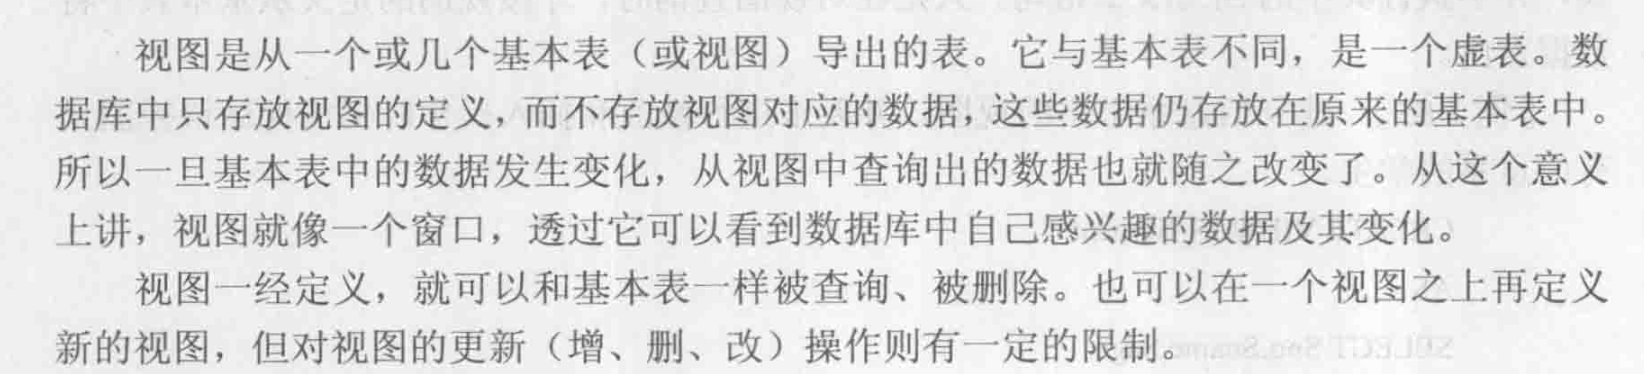 视图是从一个或几个基本表（或视图）导出的表。它与基本表不同，是一个虚表。数
据库中只存放视图的定义，而不存放视图对应的数据，这些数据仍存放在原来的基本表中。
所以一旦基本表中的数据发生变化，从视图中查询出的数据也就随之改变了。从这个意义
上讲，视图就像一个窗口，透过它可以看到数据库中自己感兴趣的数据及其变化。
视图一经定义，就可以和基本表一样被查询、被删除。也可以在一个视图之上再定义
新的视图，但对视图的更新（增、删、改）操作则有一定的限制。